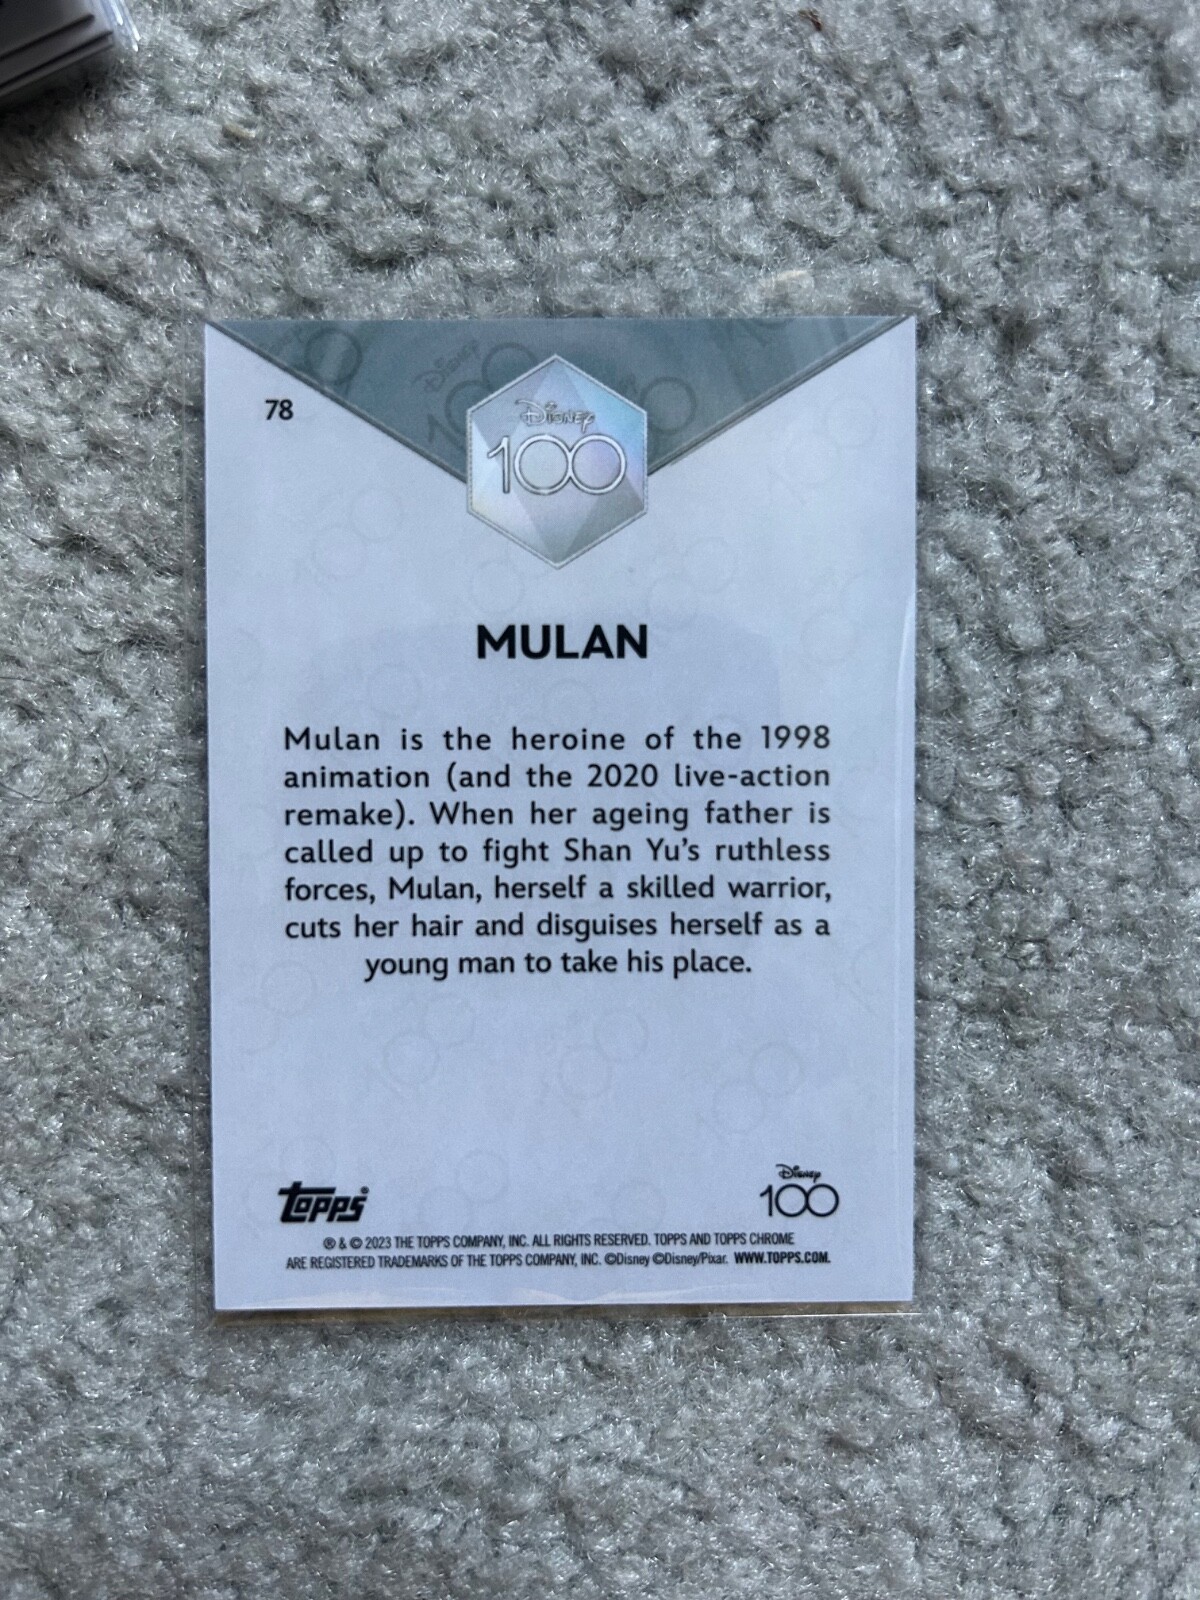 78
Disney
100
MULAN
Mulan is the heroine of the 1998
animation (and the 2020 live-action
remake). When her ageing father is
called up to fight Shan Yu's ruthless
forces, Mulan, herself a skilled warrior,
cuts her hair and disguises herself as a
young man to take his place.
topps®
Disney
100
® & © 2023 THE TOPPS COMPANY, INC. ALL RIGHTS RESERVED. TOPPS AND TOPPS CHROME
ARE REGISTERED TRADEMARKS OF THE TOPPS COMPANY, INC. ©Disney ©Disney/Pixar. WWW.TOPPS.COM.